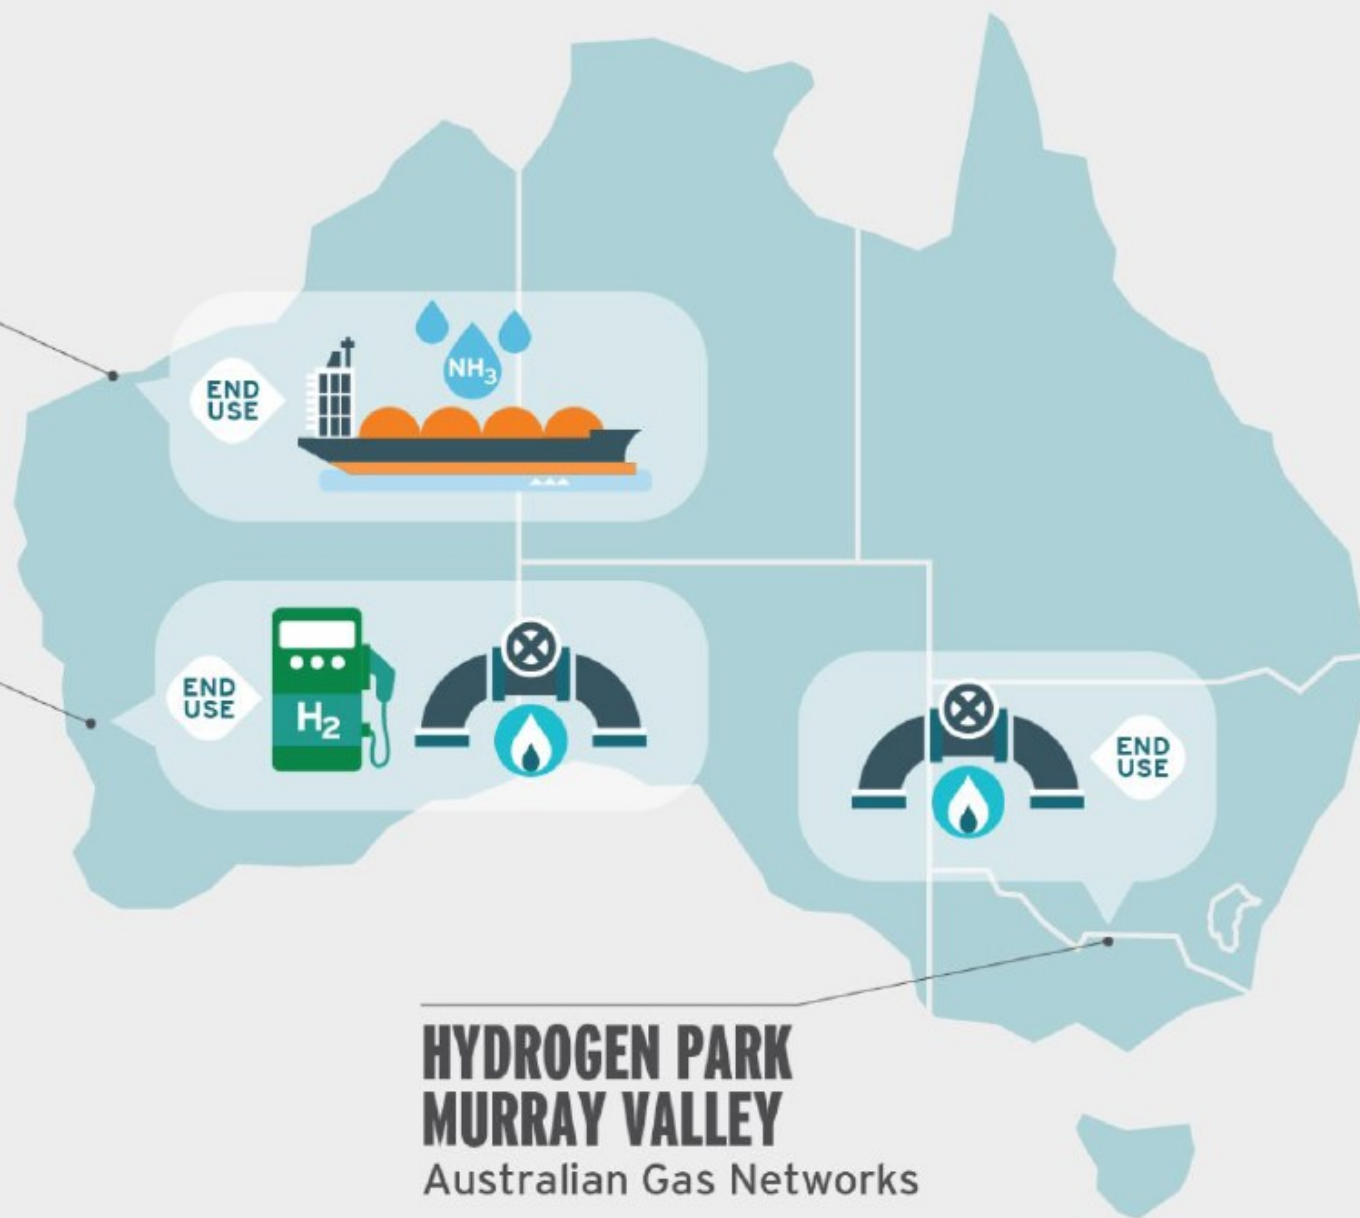 END
USE
NH₃
END
USE
H₂
END
USE
HYDROGEN PARK
MURRAY VALLEY
Australian Gas Networks